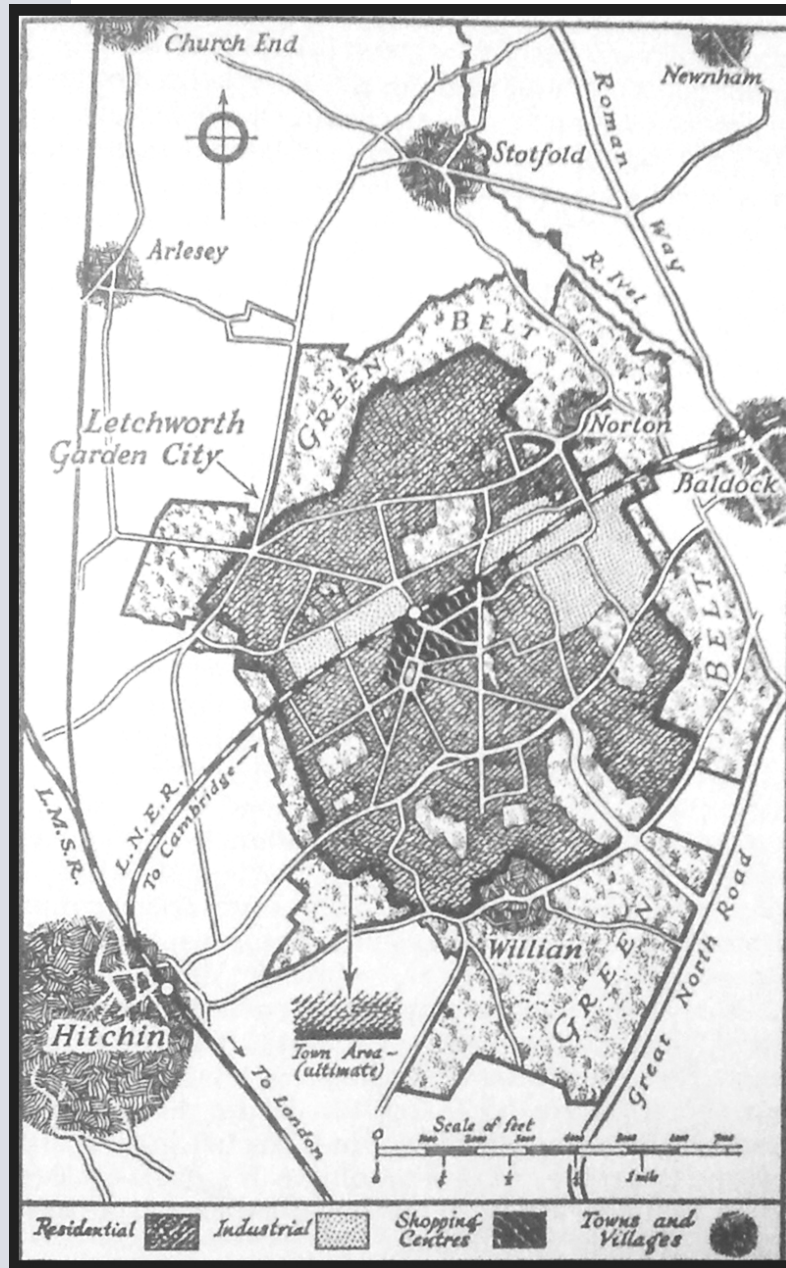 Church End
Newnham
Roman
Way
Stotfold
R. Ivel
Arlesey
BELT
GREEN
Letchworth
Garden City
Norton
Baldock
BELT
L.M.S.R.
L.N.E.R.
To Cambridge
Willian
GREEN
Great North Road
Hitchin
To London
Town Area -
(ultimate)
Scale of feet
0
1 mile
Residential
Industrial
Shopping
Centres
Towns and
Villages